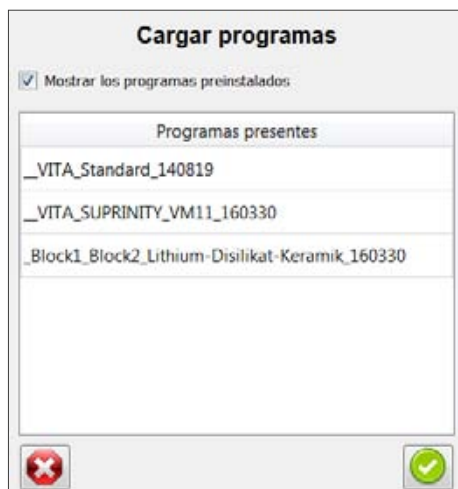 Cargar programas
Mostrar los programas preinstalados
Programas presentes
__VITA_Standard_140819
__VITA_SUPRINITY_VM11_160330
_Block1_Block2_Lithium-Disilikat-Keramik_160330